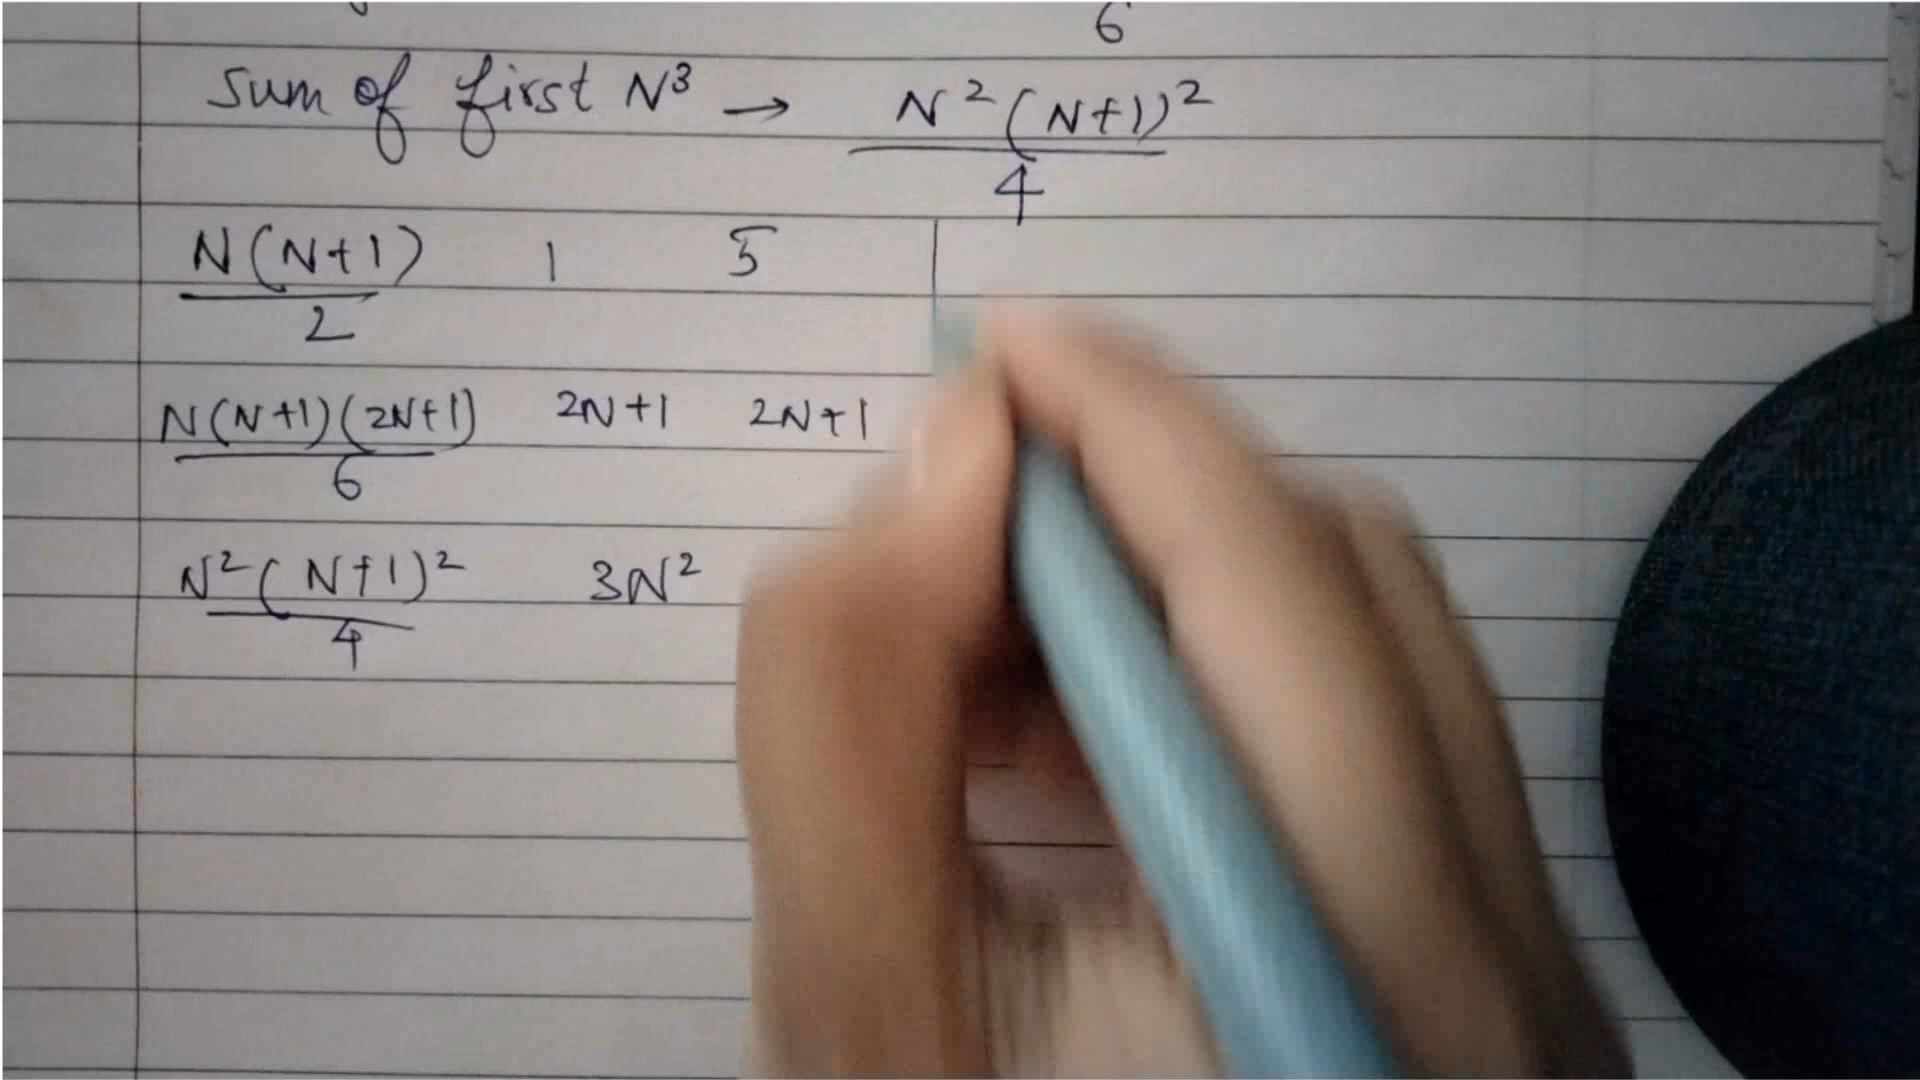 6
Sum of first N³ → N²(N+1)²
4
N(N+1) 1 5
2
N(N+1)(2N+1) 2N+1 2N+1
6
N²(N+1)² 3N²
4